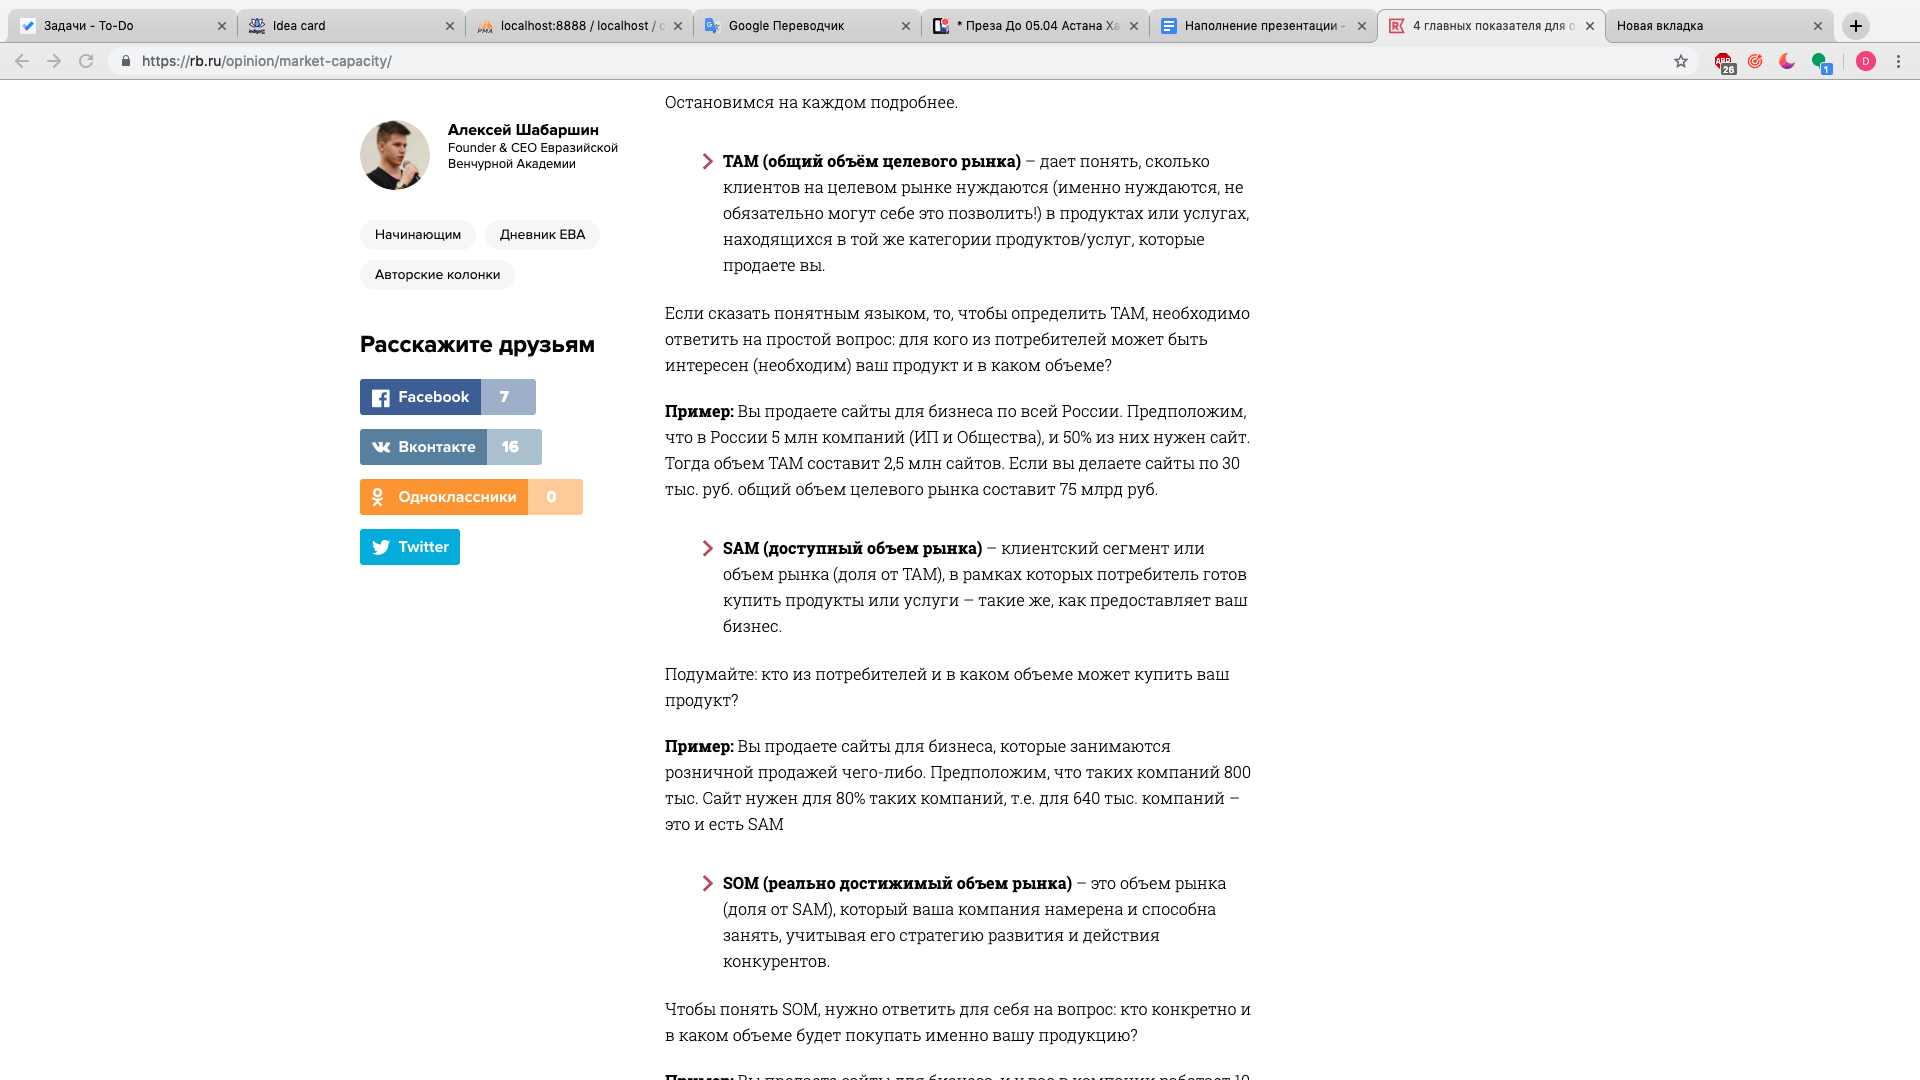 Задачи - To-Do
Idea card
localhost:8888 / localhost /
Google Переводчик
* Преза До 05.04 Астана Ха
Наполнение презентации -
4 главных показателя для о
Новая вкладка
https://rb.ru/opinion/market-capacity/
26
1
D
Алексей Шабаршин
Founder & CEO Евразийской
Венчурной Академии
Начинающим
Дневник ЕВА
Авторские колонки
Расскажите друзьям
Facebook 7
Вконтакте 16
Одноклассники 0
Twitter
Остановимся на каждом подробнее.
TAM (общий объём целевого рынка) – дает понять, сколько
клиентов на целевом рынке нуждаются (именно нуждаются, не
обязательно могут себе это позволить!) в продуктах или услугах,
находящихся в той же категории продуктов/услуг, которые
продаете вы.
Если сказать понятным языком, то, чтобы определить TAM, необходимо
ответить на простой вопрос: для кого из потребителей может быть
интересен (необходим) ваш продукт и в каком объеме?
Пример: Вы продаете сайты для бизнеса по всей России. Предположим,
что в России 5 млн компаний (ИП и Общества), и 50% из них нужен сайт.
Тогда объем TAM составит 2,5 млн сайтов. Если вы делаете сайты по 30
тыс. руб. общий объем целевого рынка составит 75 млрд руб.
SAM (доступный объем рынка) – клиентский сегмент или
объем рынка (доля от TAM), в рамках которых потребитель готов
купить продукты или услуги – такие же, как предоставляет ваш
бизнес.
Подумайте: кто из потребителей и в каком объеме может купить ваш
продукт?
Пример: Вы продаете сайты для бизнеса, которые занимаются
розничной продажей чего-либо. Предположим, что таких компаний 800
тыс. Сайт нужен для 80% таких компаний, т.е. для 640 тыс. компаний –
это и есть SAM
SOM (реально достижимый объем рынка) – это объем рынка
(доля от SAM), который ваша компания намерена и способна
занять, учитывая его стратегию развития и действия
конкурентов.
Чтобы понять SOM, нужно ответить для себя на вопрос: кто конкретно и
в каком объеме будет покупать именно вашу продукцию?
Пример: Вы продаете сайты для бизнеса, и у вас в компании работает 10